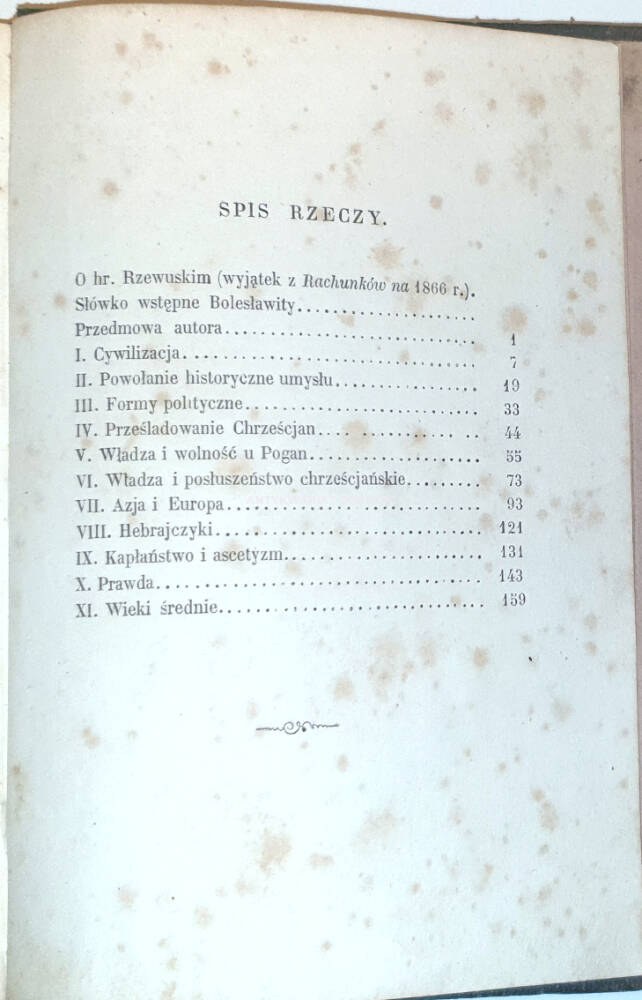 SPIS RZECZY.
O hr. Rzewuskim (wyjątek z Rachunków na 1866 r.).
Słówko wstępne Bolesławity....................
Przedmowa autora............................ 1
I. Cywilizacja................................ 7
II. Powołanie historyczne umysłu............... 19
III. Formy polityczne.......................... 33
IV. Prześladowanie Chrześcjan.............. .. 44
V. Władza i wolność u Pogan.................. 55
VI. Władza i posłuszeństwo chrześcjańskie......... 73
VII. Azja i Europa............................ 93
VIII. Hebrajczyki............................. 121
IX. Kapłaństwo i ascetyzm..................... 131
X. Prawda.................................... 143
XI. Wieki średnie............................. 159